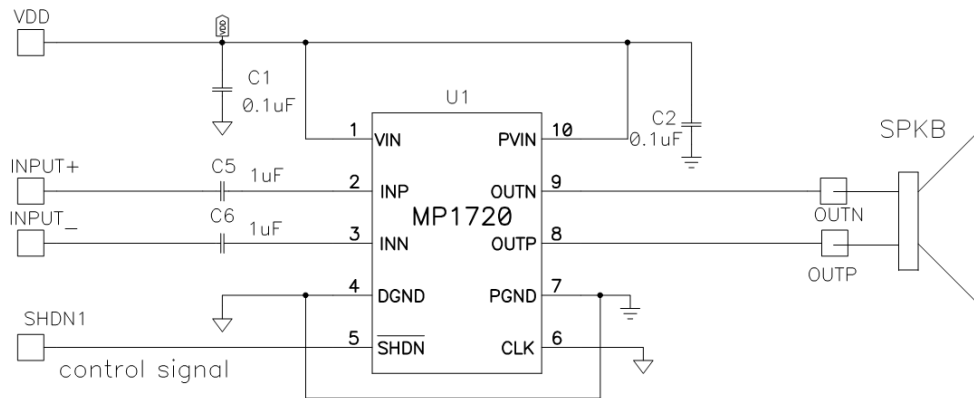 VDD
VDD
C1
0.1uF
U1
C2
0.1uF
SPKB
1 VIN PVIN 10
INPUT+
C5
1uF
2 INP OUTN 9
MP1720
OUTN
INPUT_
C6
1uF
3 INN OUTP 8
OUTP
4 DGND PGND 7
SHDN1
5 SHDN CLK 6
control signal